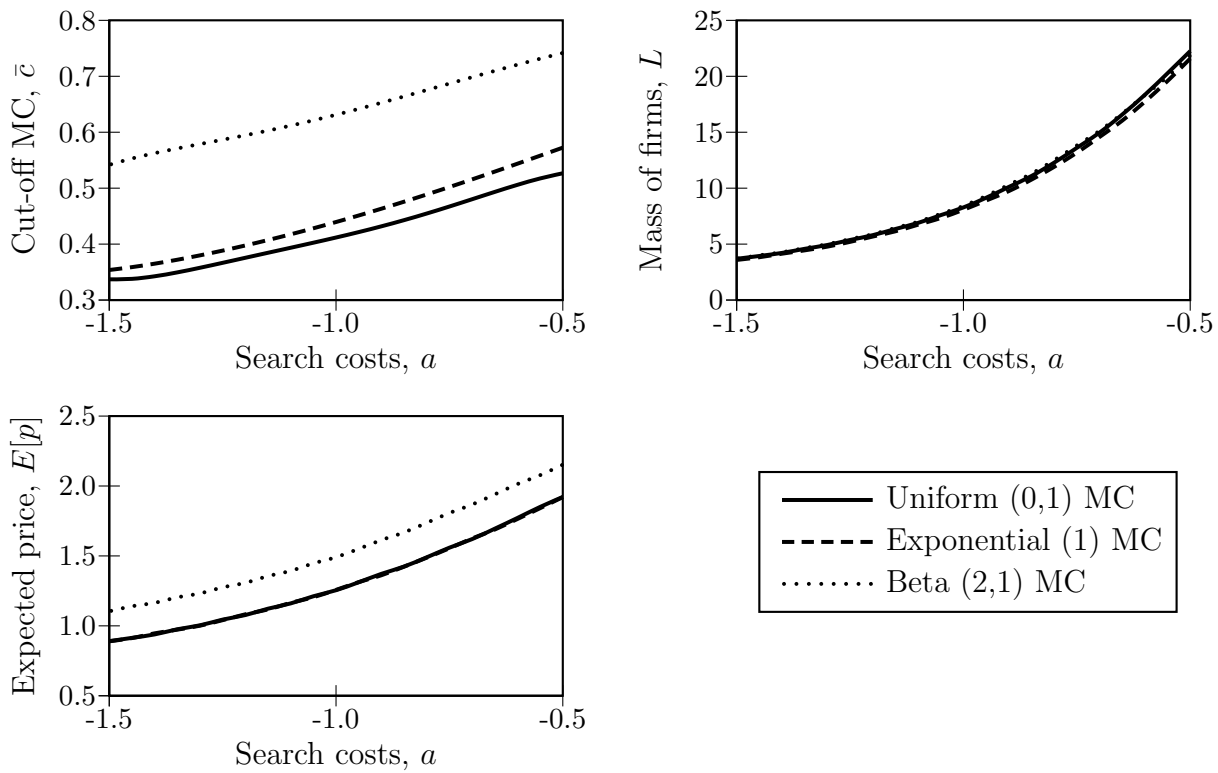 Cut-off MC, c̄
0.8
0.7
0.6
0.5
0.4
0.3
-1.5
-1.0
-0.5
Search costs, a
Mass of firms, L
25
20
15
10
5
0
-1.5
-1.0
-0.5
Search costs, a
Expected price, E[p]
2.5
2.0
1.5
1.0
0.5
-1.5
-1.0
-0.5
Search costs, a
Uniform (0,1) MC
Exponential (1) MC
Beta (2,1) MC